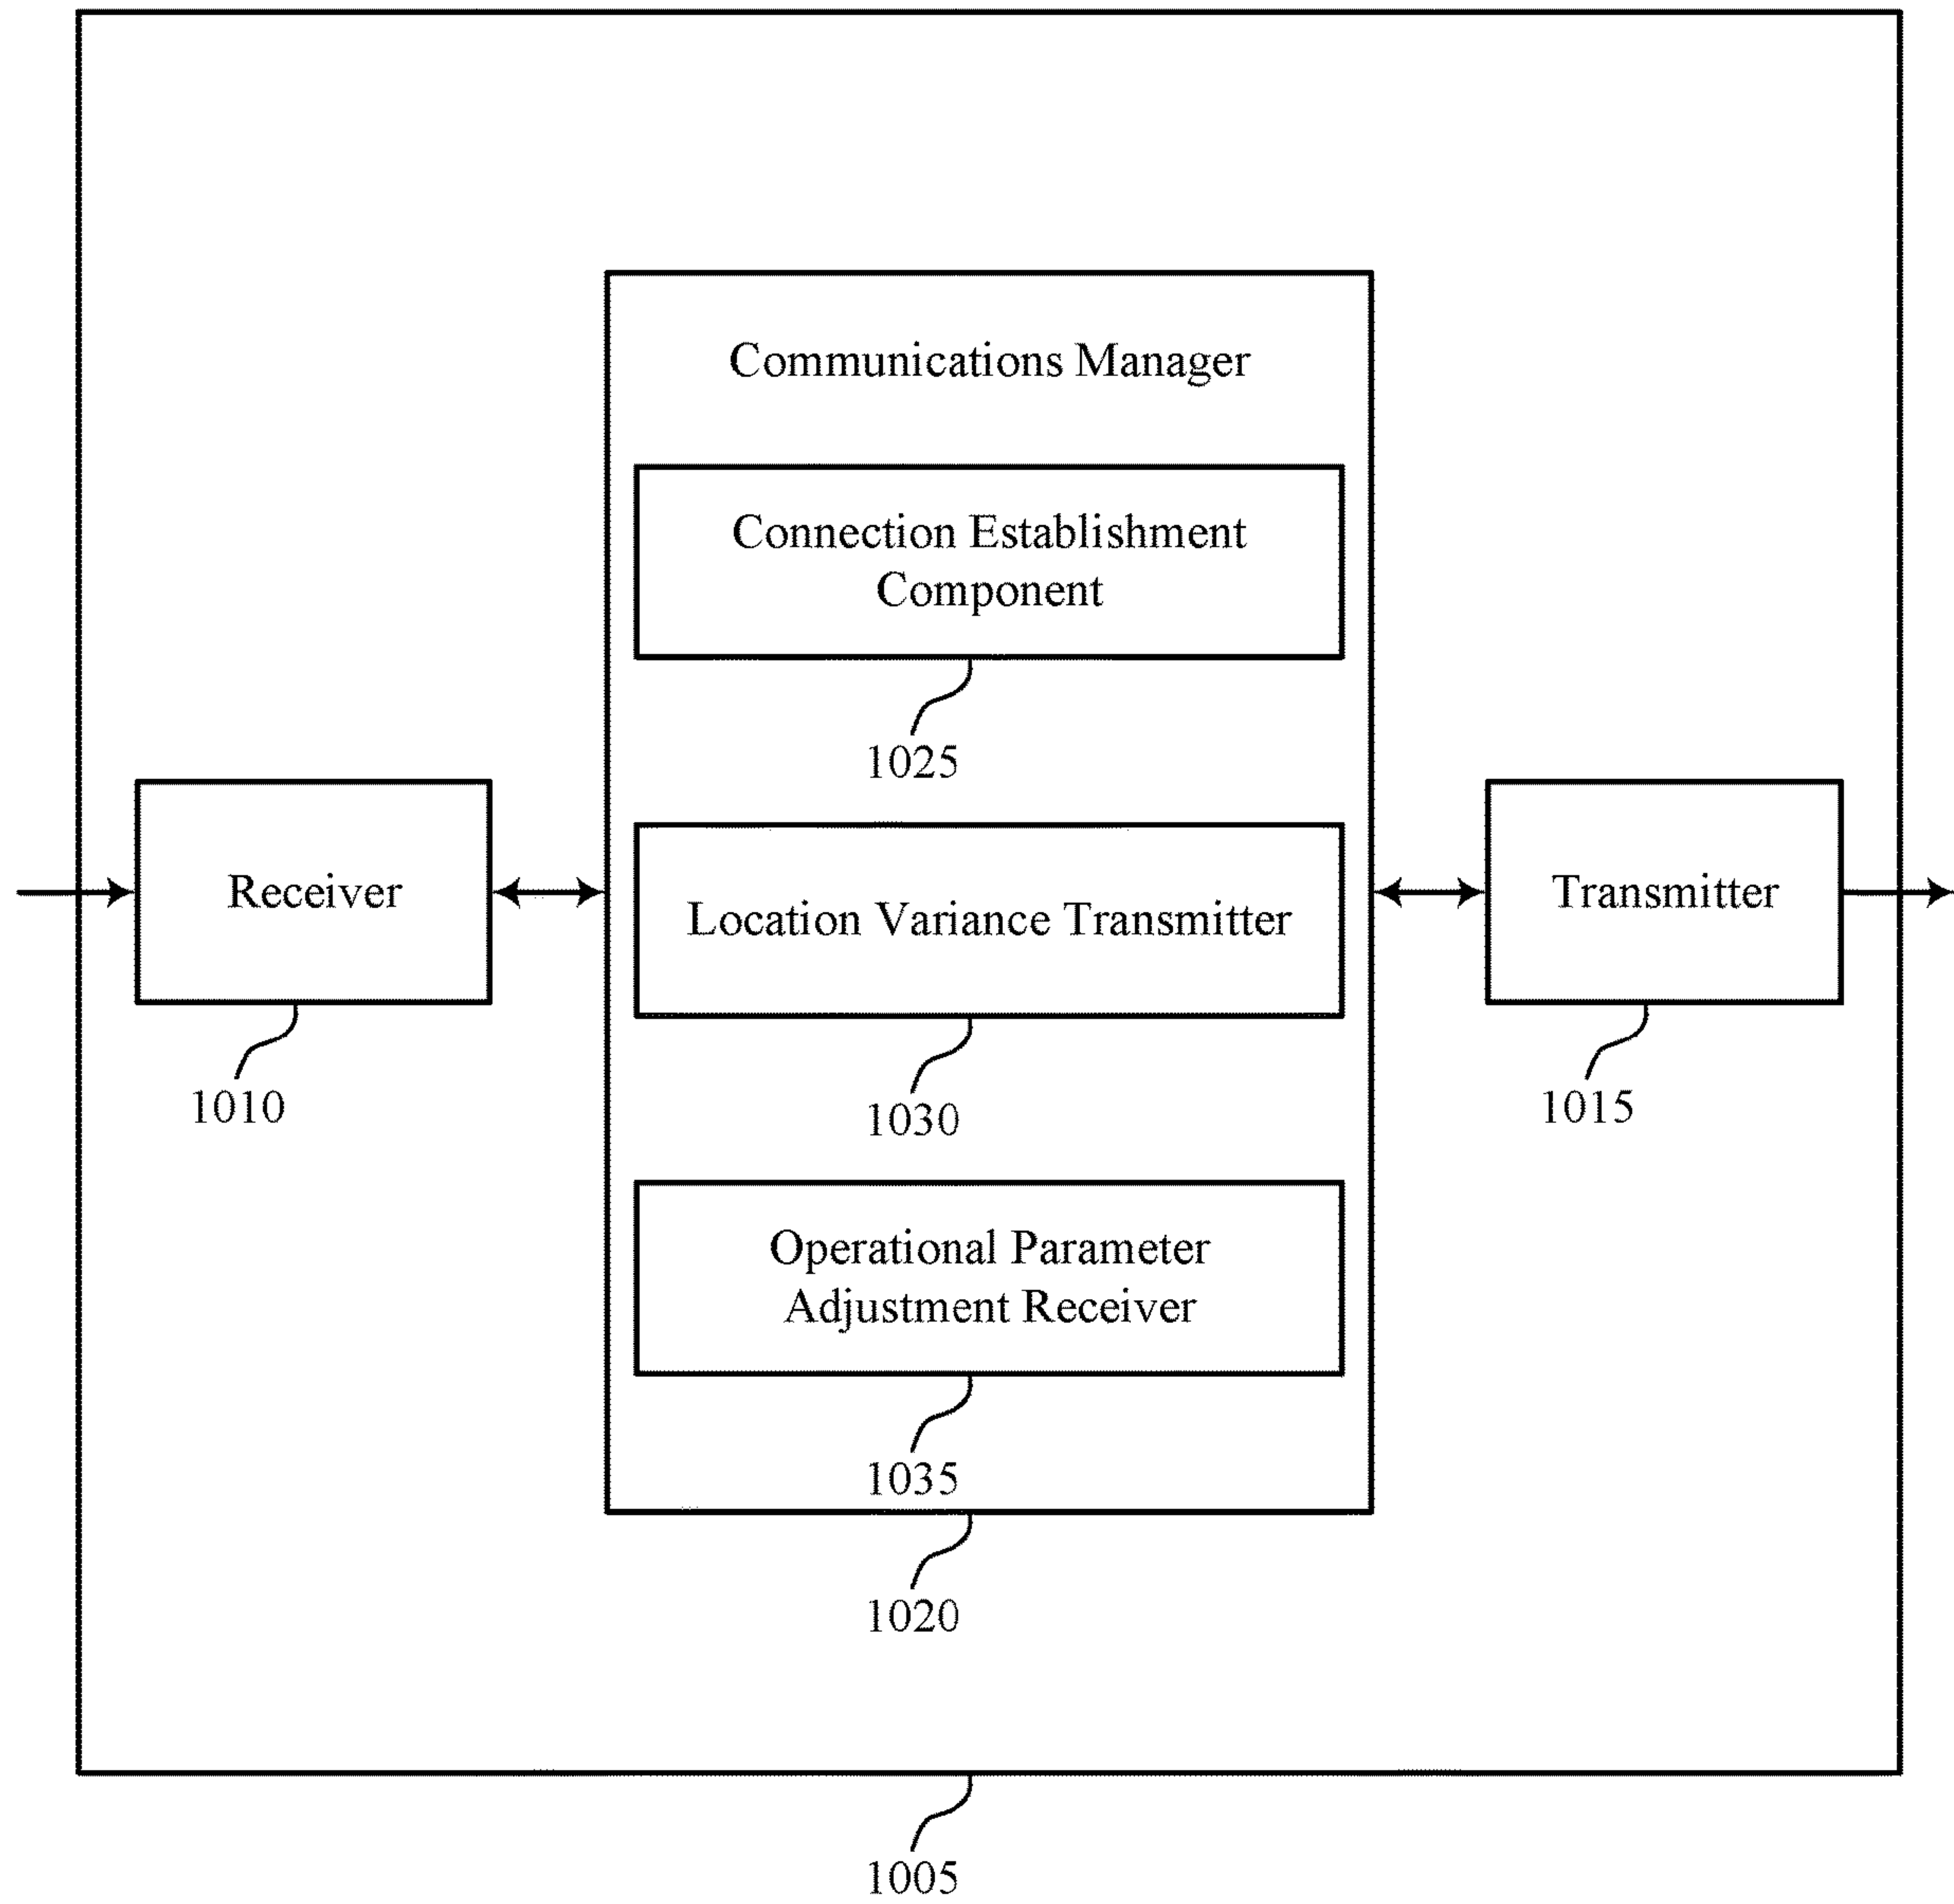 Communications Manager
Connection Establishment
Component
1025
Receiver
1010
Location Variance Transmitter
1030
Transmitter
1015
Operational Parameter
Adjustment Receiver
1035
1020
1005